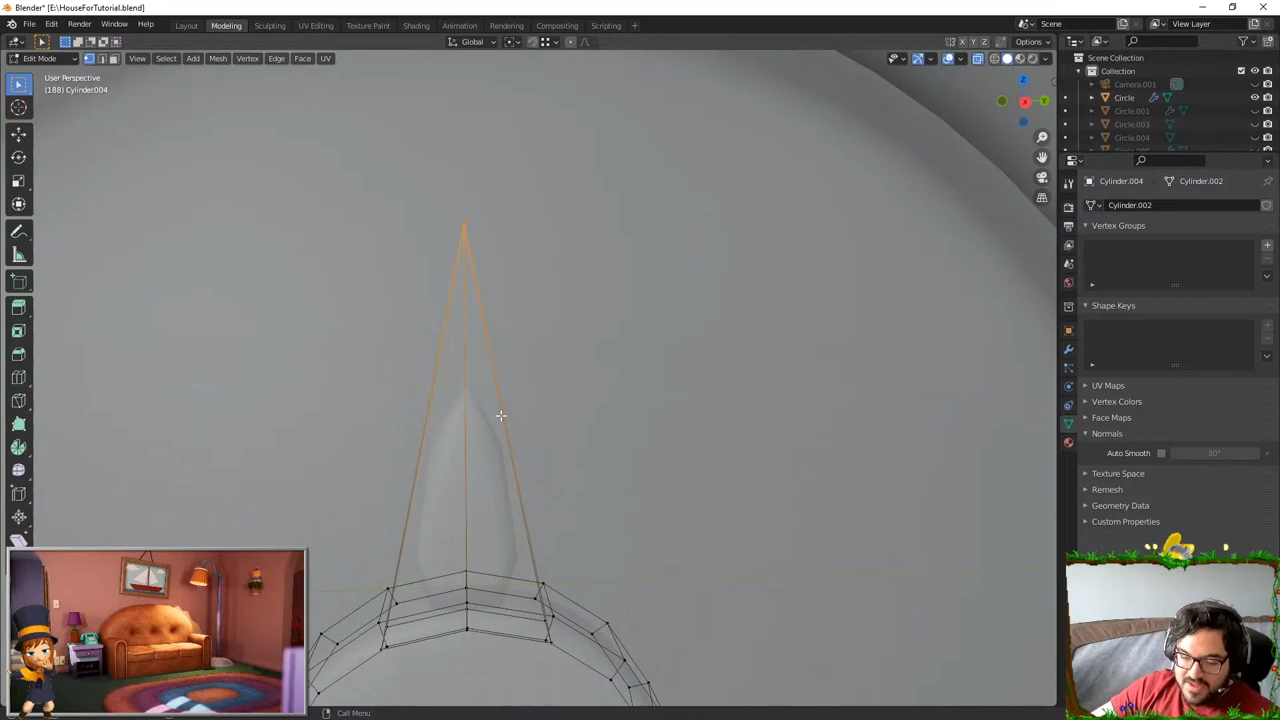 Blender* [E:\HouseForTutorial.blend]
File Edit Render Window Help Layout Modeling Sculpting UV Editing Texture Paint Shading Animation Rendering Compositing Scripting + Scene View Layer
Global Options
Edit Mode View Select Add Mesh Vertex Edge Face UV X Y Z
User Perspective
(188) Cylinder004
Scene Collection
Collection
Camera.001
Circle
Circle.001
Circle.003
Circle.004
Z
X Y
Cylinder.004 Cylinder.002
Cylinder.002
Vertex Groups
Shape Keys
UV Maps
Vertex Colors
Face Maps
Normals
Auto Smooth 30°
Texture Space
Remesh
Geometry Data
Custom Properties
Call Menu